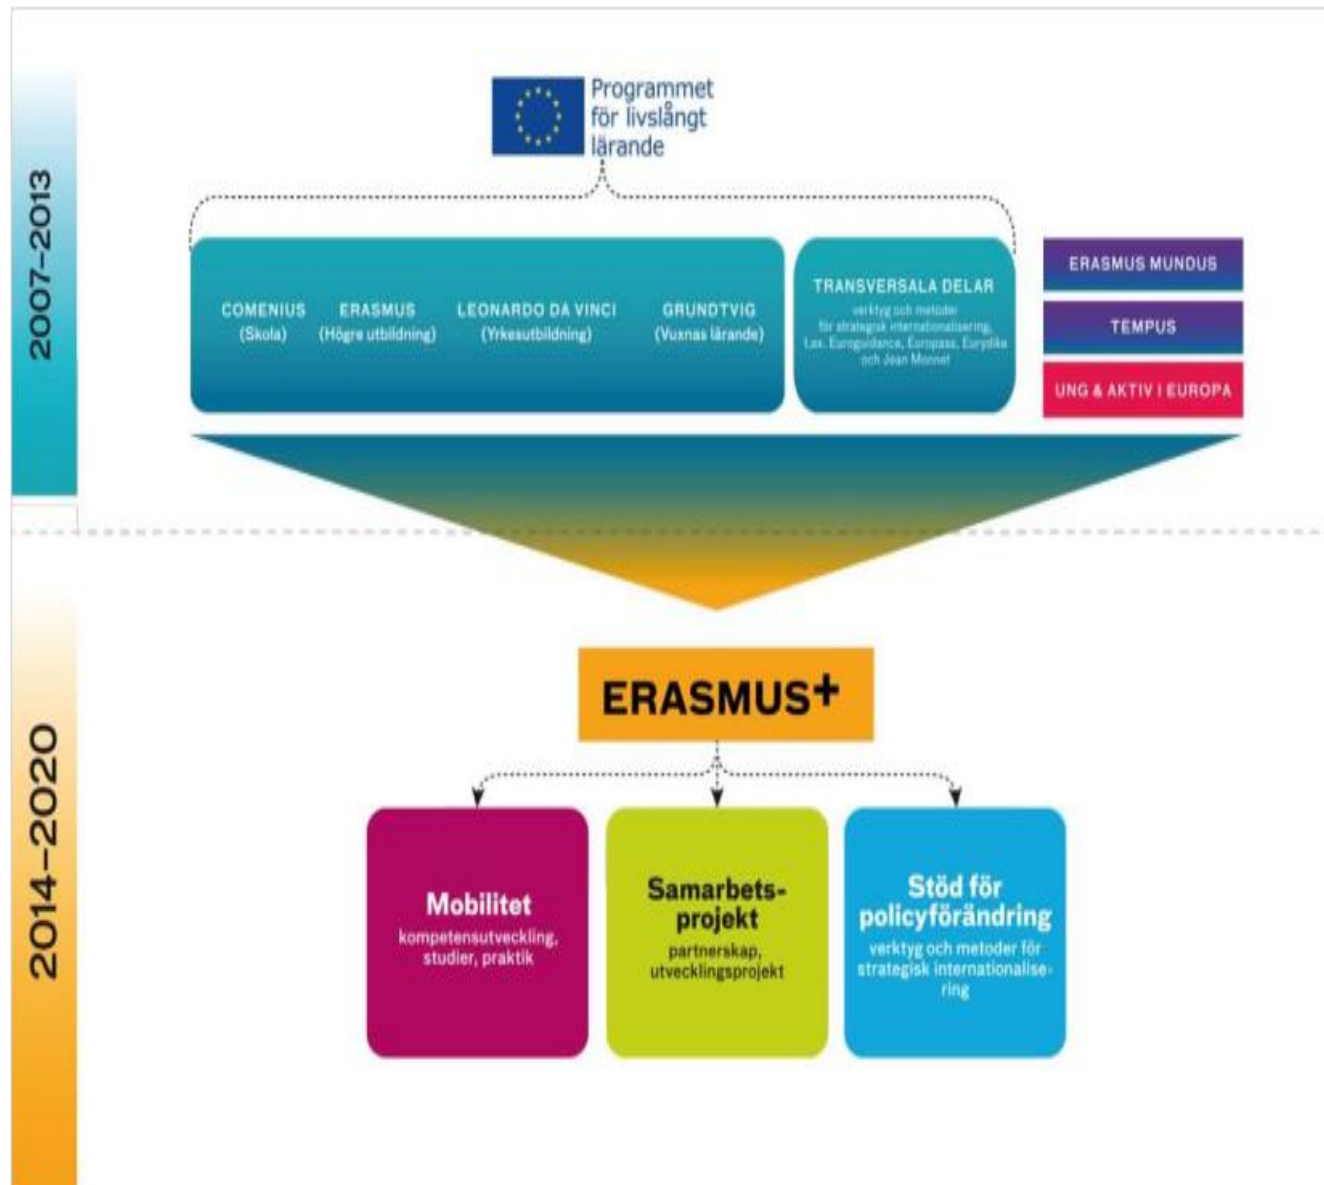 2007–2013
Programmet
för livslångt
lärande
COMENIUS
(Skola)
ERASMUS
(Högre utbildning)
LEONARDO DA VINCI
(Yrkesutbildning)
GRUNDTVIG
(Vuxnas lärande)
TRANSVERSALA DELAR
verktyg och metoder
för strategisk internationalisering,
t.ex. Euroguidance, Europass, Eurydike
och Jean Monnet
ERASMUS MUNDUS
TEMPUS
UNG & AKTIV I EUROPA
2014–2020
ERASMUS+
Mobilitet
kompetensutveckling,
studier, praktik
Samarbets-
projekt
partnerskap,
utvecklingsprojekt
Stöd för
policyförändring
verktyg och metoder för
strategisk internationalise-
ring